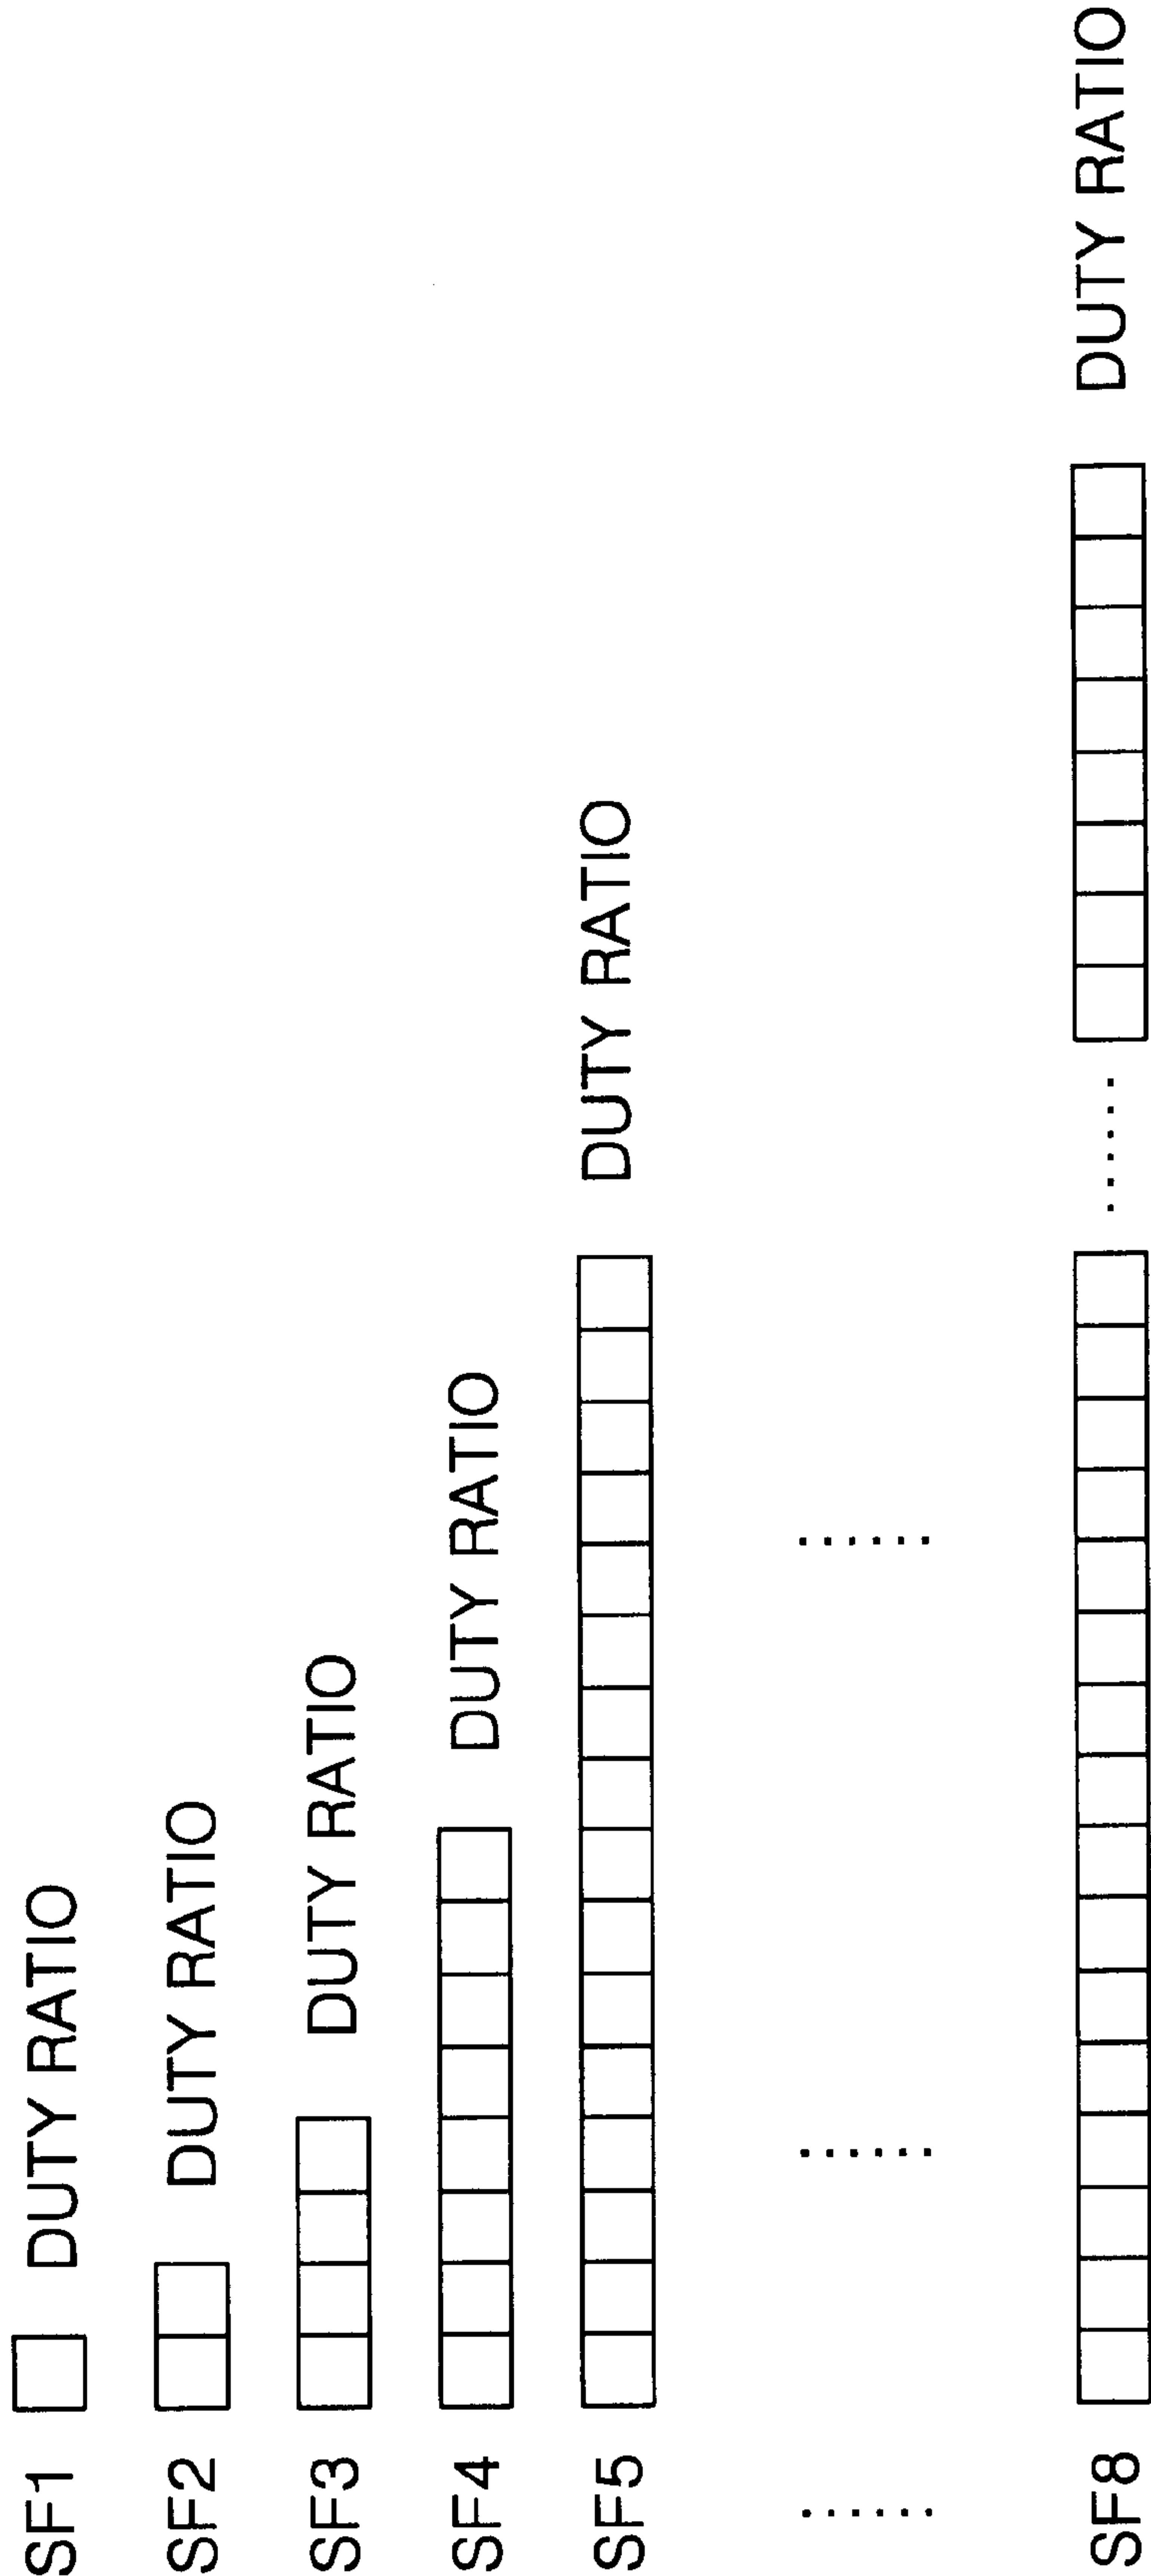 SF1 DUTY RATIO
SF2 DUTY RATIO
SF3 DUTY RATIO
SF4 DUTY RATIO
SF5 DUTY RATIO
...... ...... ......
SF8 ...... DUTY RATIO